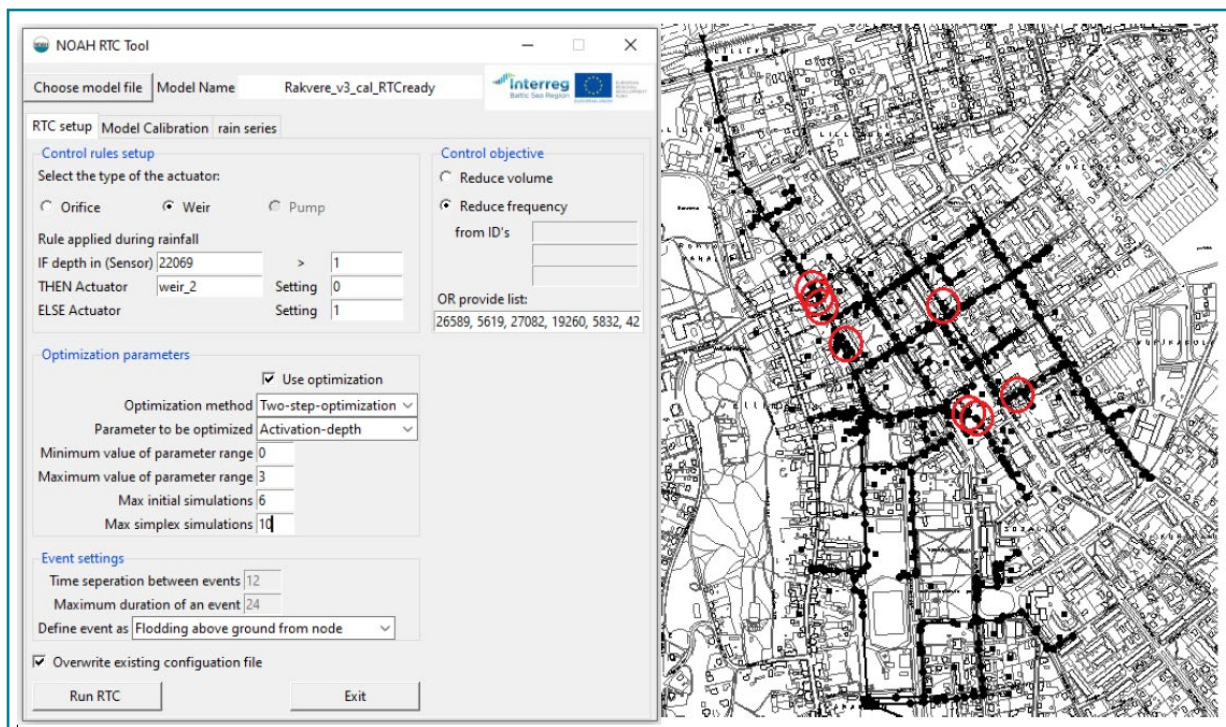 NOAH RTC Tool
Choose model file Model Name Rakvere_v3_cal_RTCready
Interreg
Baltic Sea Region
EUROPEAN UNION
EUROPEAN
REGIONAL
DEVELOPMENT
FUND
RTC setup Model Calibration rain series
Control rules setup
Select the type of the actuator:
Orifice Weir Pump
Rule applied during rainfall
IF depth in (Sensor) 22069 > 1
THEN Actuator weir_2 Setting 0
ELSE Actuator Setting 1
Control objective
Reduce volume
Reduce frequency
from ID's
OR provide list:
26589, 5619, 27082, 19260, 5832, 42
Optimization parameters
Use optimization
Optimization method Two-step-optimization
Parameter to be optimized Activation-depth
Minimum value of parameter range 0
Maximum value of parameter range 3
Max initial simulations 6
Max simplex simulations 10
Event settings
Time seperation between events 12
Maximum duration of an event 24
Define event as Flodding above ground from node
Overwrite existing configuation file
Run RTC Exit